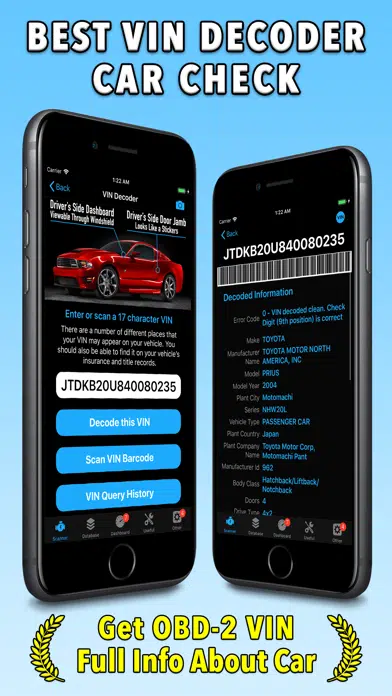 BEST VIN DECODER
CAR CHECK
Carrier
1:22 AM
Back
VIN Decoder
Driver's Side Dashboard
Viewable Through Windshield
Driver's Side Door Jamb
Looks Like a Stickers
Enter or scan a 17 character VIN
There are a number of different places that
your VIN may appear on your vehicle. You
should also be able to find it on your vehicle's
insurance and title records.
JTDKB20U840080235
Decode this VIN
Scan VIN Barcode
VIN Query History
Scanner
Database
Dashboard
Useful
Other
Carrier
1:22 AM
Back
VIN
JTDKB20U840080235
Decoded Information
Error Code 0 - VIN decoded clean. Check
Digit (9th position) is correct
Make TOYOTA
Manufacturer Name TOYOTA MOTOR NORTH
AMERICA, INC
Model PRIUS
Model Year 2004
Plant City Motomachi
Series NHW20L
Vehicle Type PASSENGER CAR
Plant Country Japan
Plant Company Name Toyota Motor Corp,
Motomachi Pant
Manufacturer Id 962
Body Class Hatchback/Liftback/
Notchback
Doors 4
Drive Type 4x2
Scanner
Database
Dashboard
Useful
Other
Get OBD-2 VIN
Full Info About Car